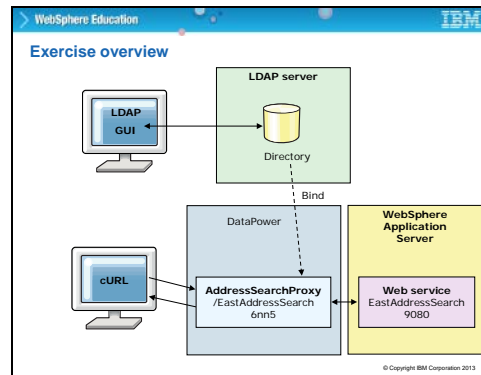 WebSphere Education
IBM
Exercise overview
LDAP server
LDAP
GUI
Directory
Bind
DataPower
WebSphere
Application
Server
cURL
AddressSearchProxy
/EastAddressSearch
6nn5
Web service
EastAddressSearch
9080
© Copyright IBM Corporation 2013